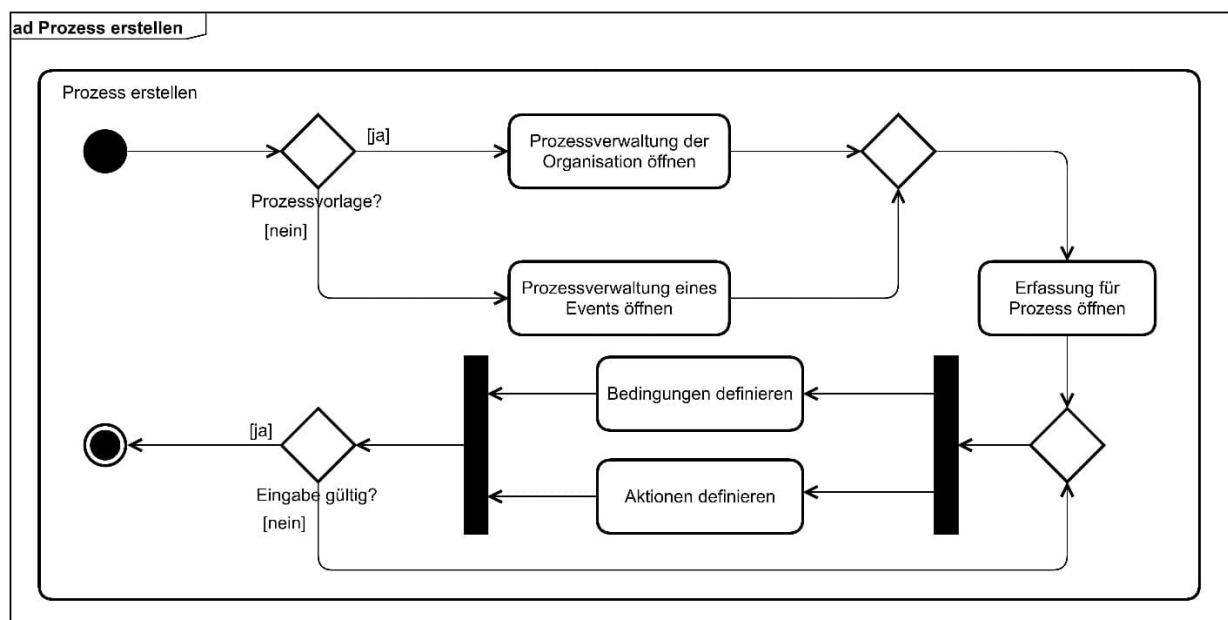 ad Prozess erstellen
Prozess erstellen
[ja]
Prozessverwaltung der
Organisation öffnen
Prozessvorlage?
[nein]
Prozessverwaltung eines
Events öffnen
Erfassung für
Prozess öffnen
Bedingungen definieren
[ja]
Eingabe gültig?
[nein]
Aktionen definieren